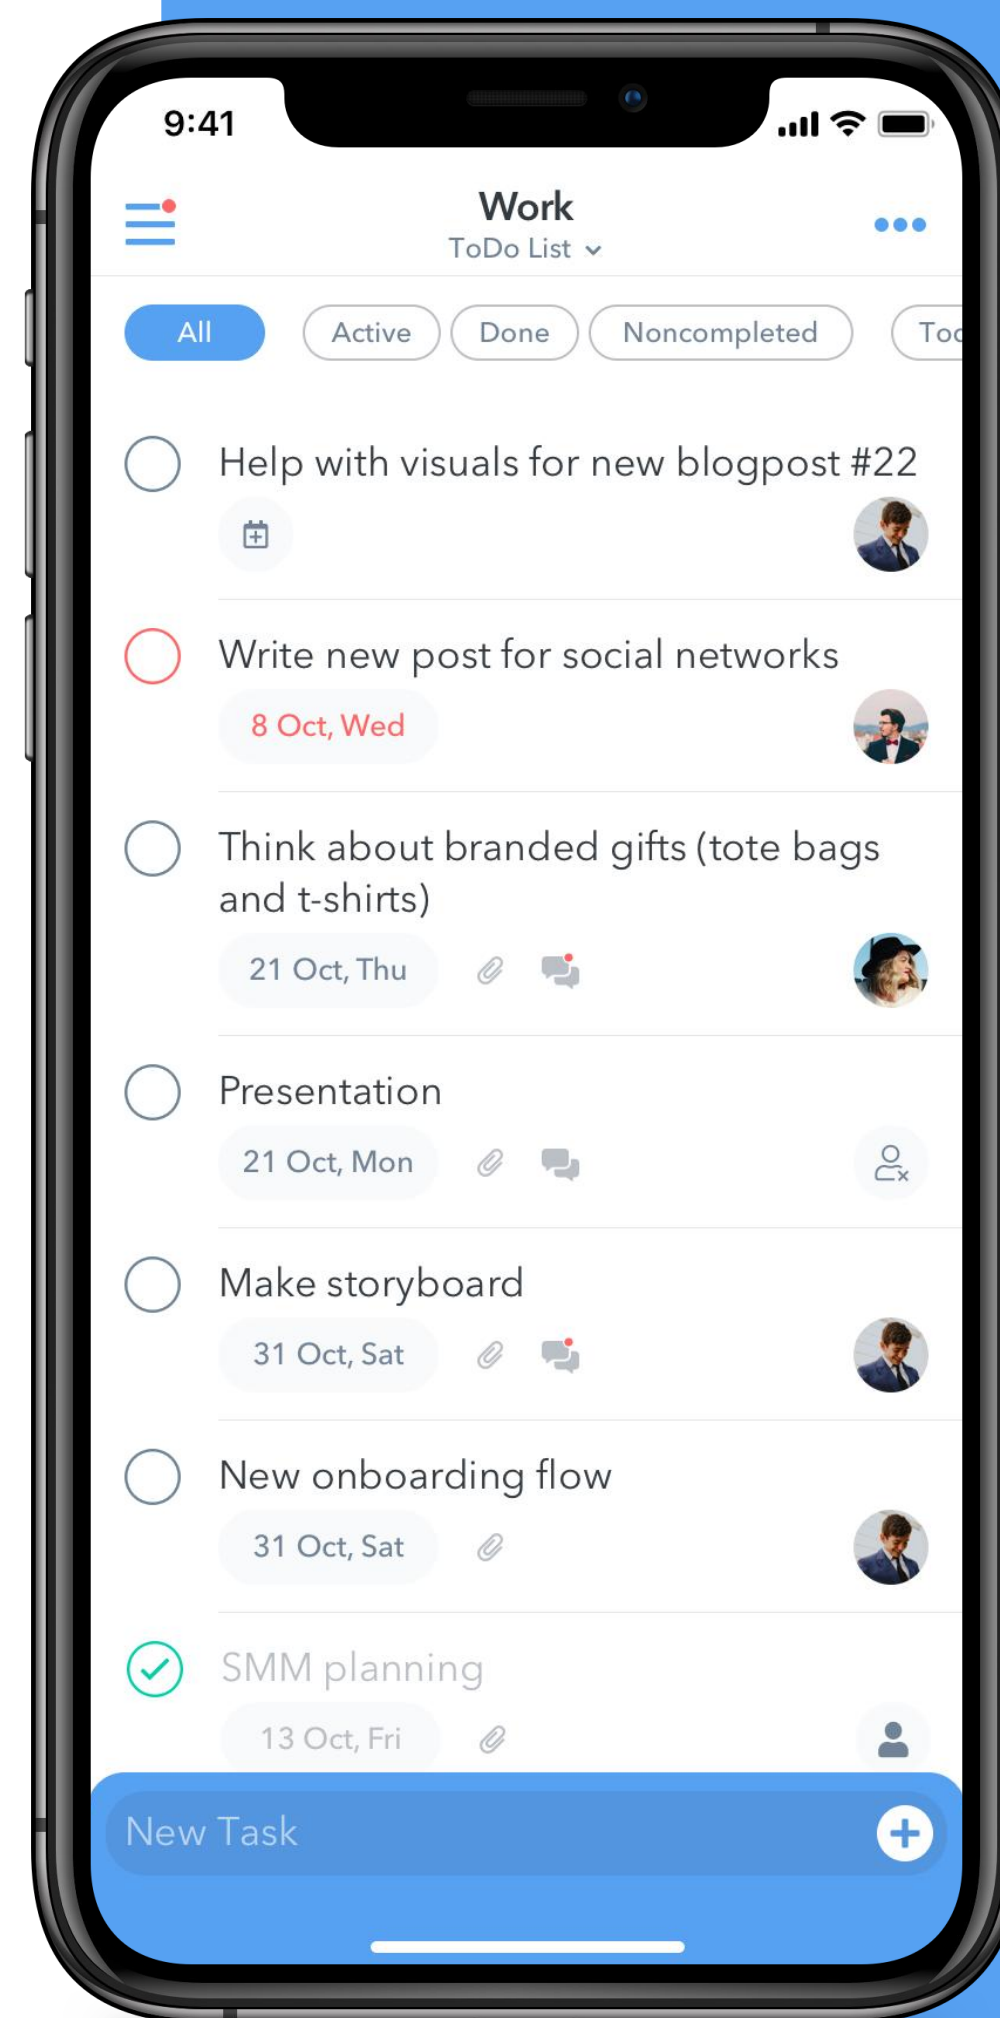 9:41
Work
ToDo List
All
Active
Done
Noncompleted
Help with visuals for new blogpost #22
Write new post for social networks
8 Oct, Wed
Think about branded gifts (tote bags
and t-shirts)
21 Oct, Thu
Presentation
21 Oct, Mon
Make storyboard
31 Oct, Sat
New onboarding flow
31 Oct, Sat
SMM planning
13 Oct, Fri
New Task